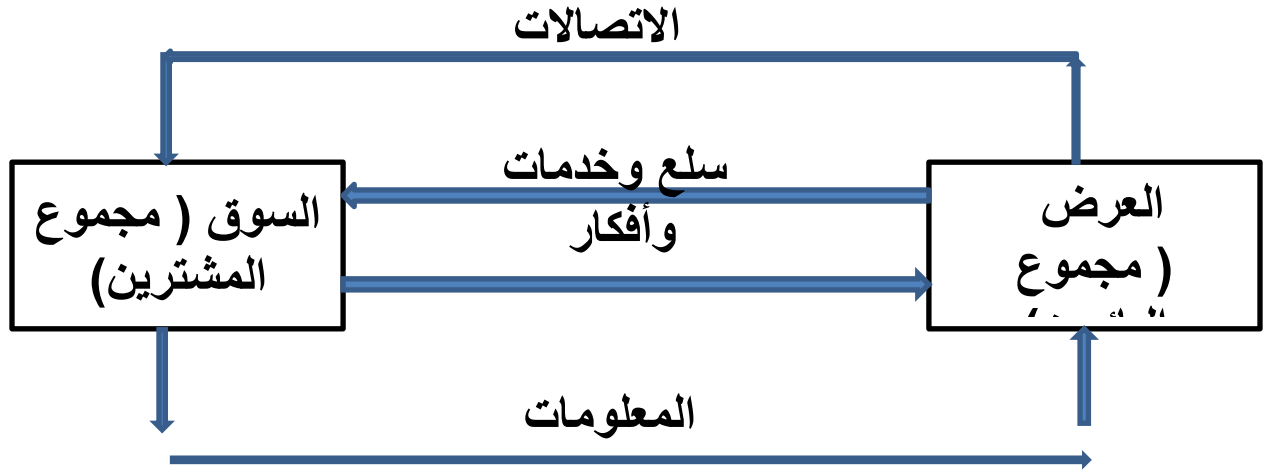 الاتصالات
سلع وخدمات
وأفكار
العرض
( مجموع
السوق ( مجموع
المشترين)
المعلومات